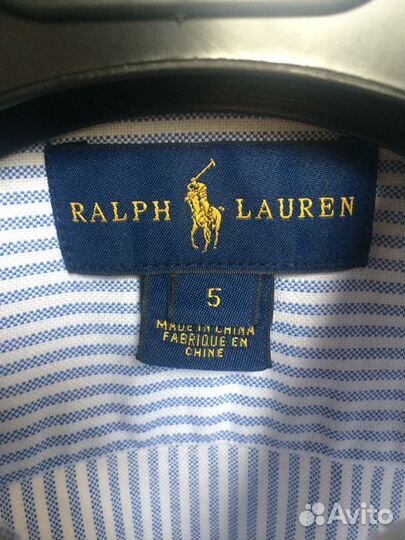 RALPH LAUREN
5
MADE IN CHINA
FABRIQUE EN
CHINE
Avito